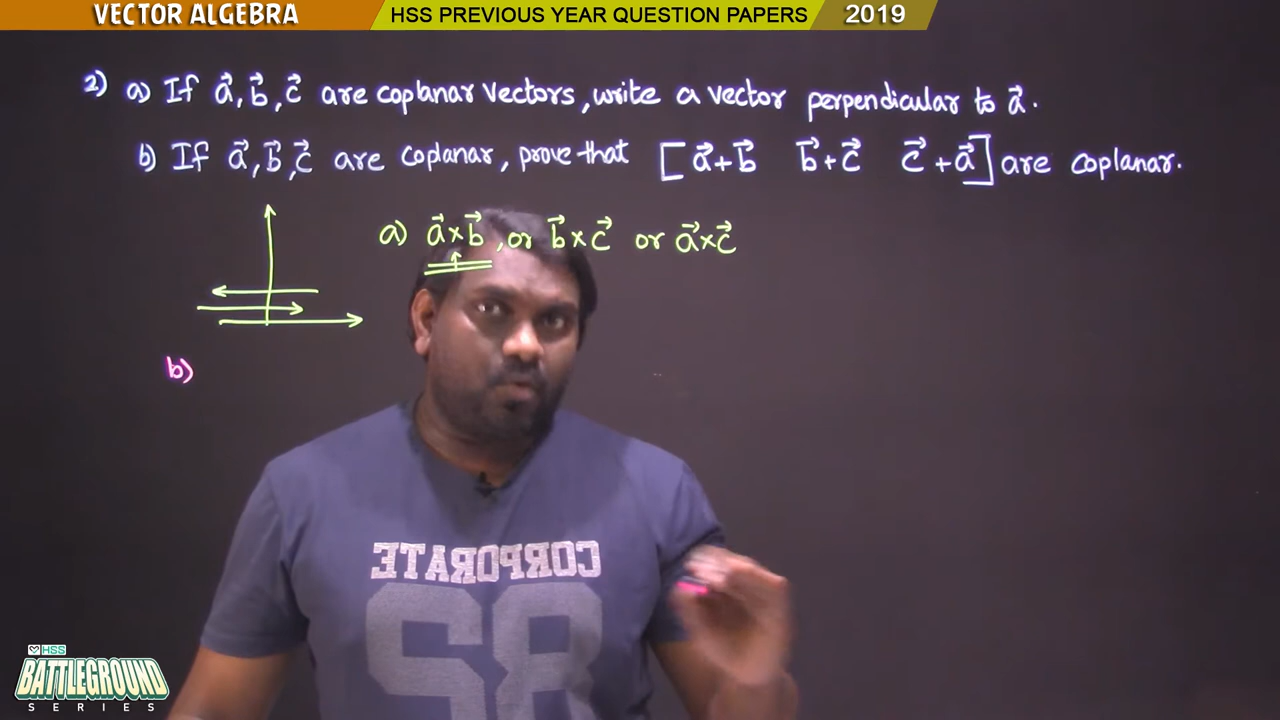 VECTOR ALGEBRA HSS PREVIOUS YEAR QUESTION PAPERS 2019
2) a) If a⃗, b⃗, c⃗ are coplanar vectors, write a vector perpendicular to a⃗.
b) If a⃗, b⃗, c⃗ are coplanar, prove that [a⃗+b⃗ b⃗+c⃗ c⃗+a⃗] are coplanar.
a) a⃗×b⃗, or b⃗×c⃗ or a⃗×c⃗
b)
CORPORATE
82
HSS
BATTLEGROUND
SERIES